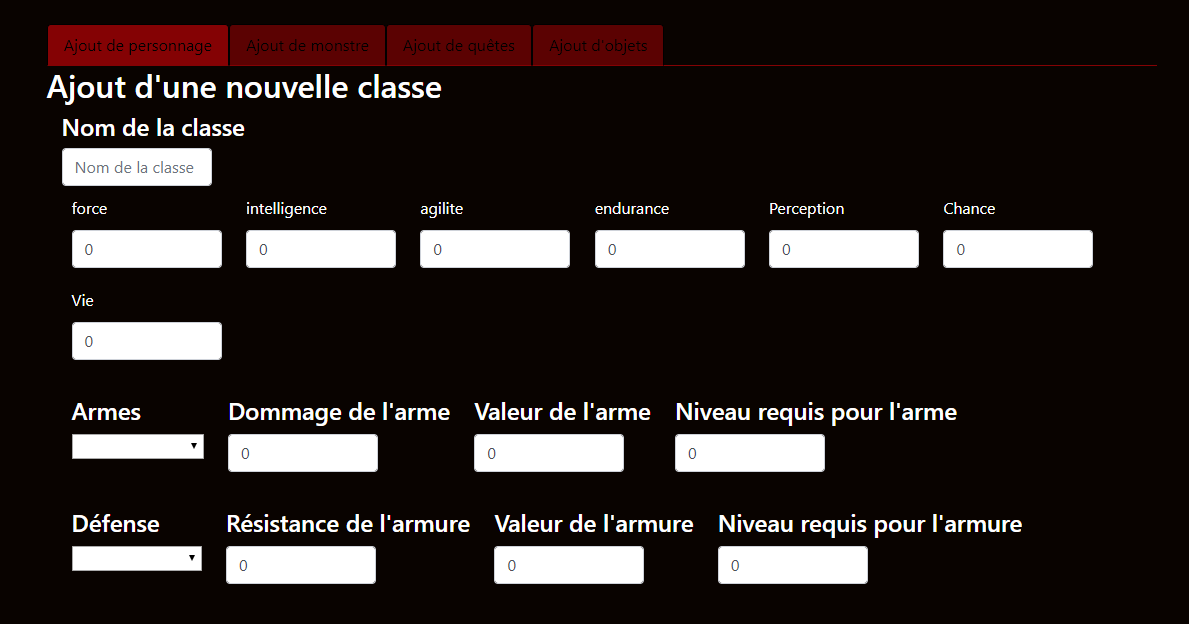 Ajout de personnage Ajout de monstre Ajout de quêtes Ajout d'objets
Ajout d'une nouvelle classe
Nom de la classe
Nom de la classe
force intelligence agilite endurance Perception Chance
0 0 0 0 0 0
Vie
0
Armes Dommage de l'arme Valeur de l'arme Niveau requis pour l'arme
0 0 0
Défense Résistance de l'armure Valeur de l'armure Niveau requis pour l'armure
0 0 0